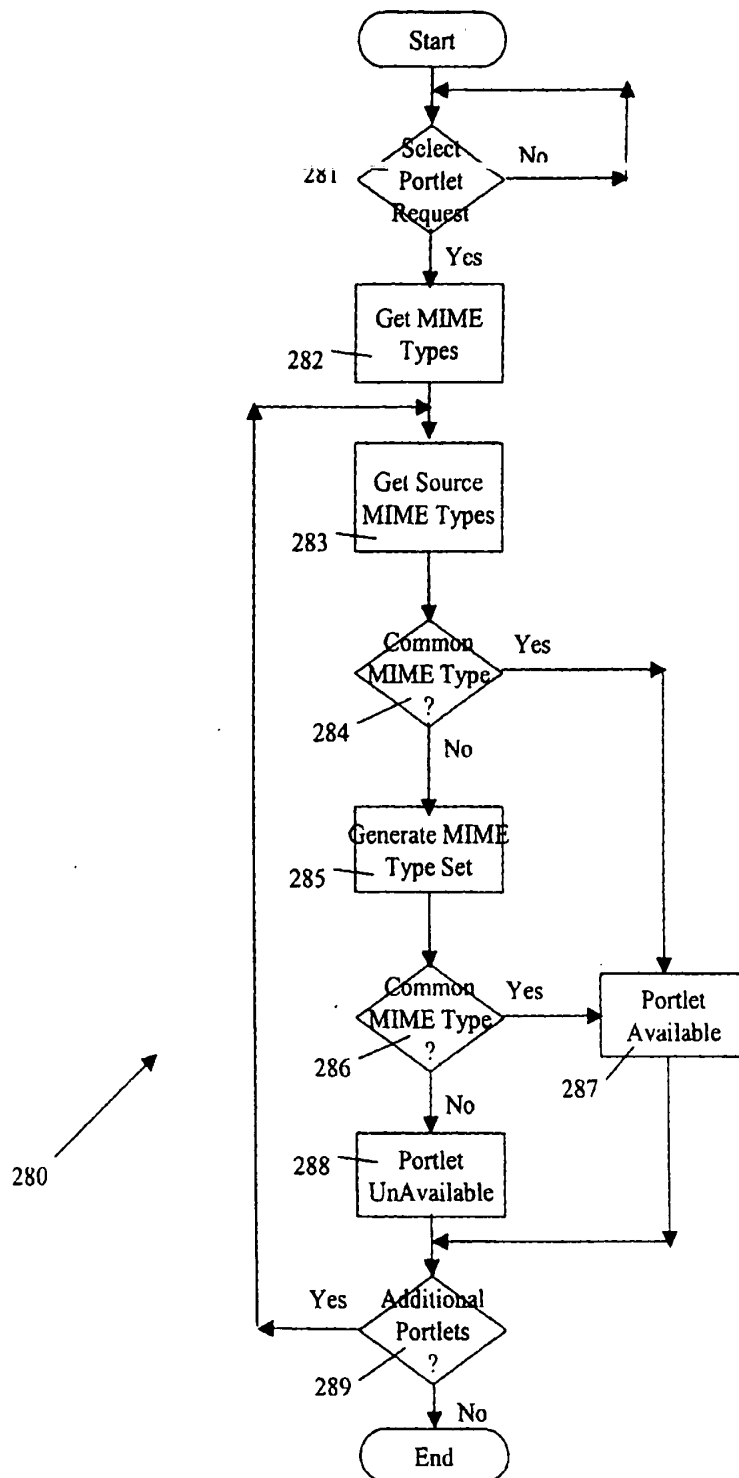 Start
Select
Portlet
Request
No
281
Yes
Get MIME
Types
282
Get Source
MIME Types
283
Common
MIME Type
?
Yes
284
No
Generate MIME
Type Set
285
Common
MIME Type
?
Yes
286
Portlet
Available
287
No
288
Portlet
UnAvailable
280
Yes
Additional
Portlets
?
289
No
End